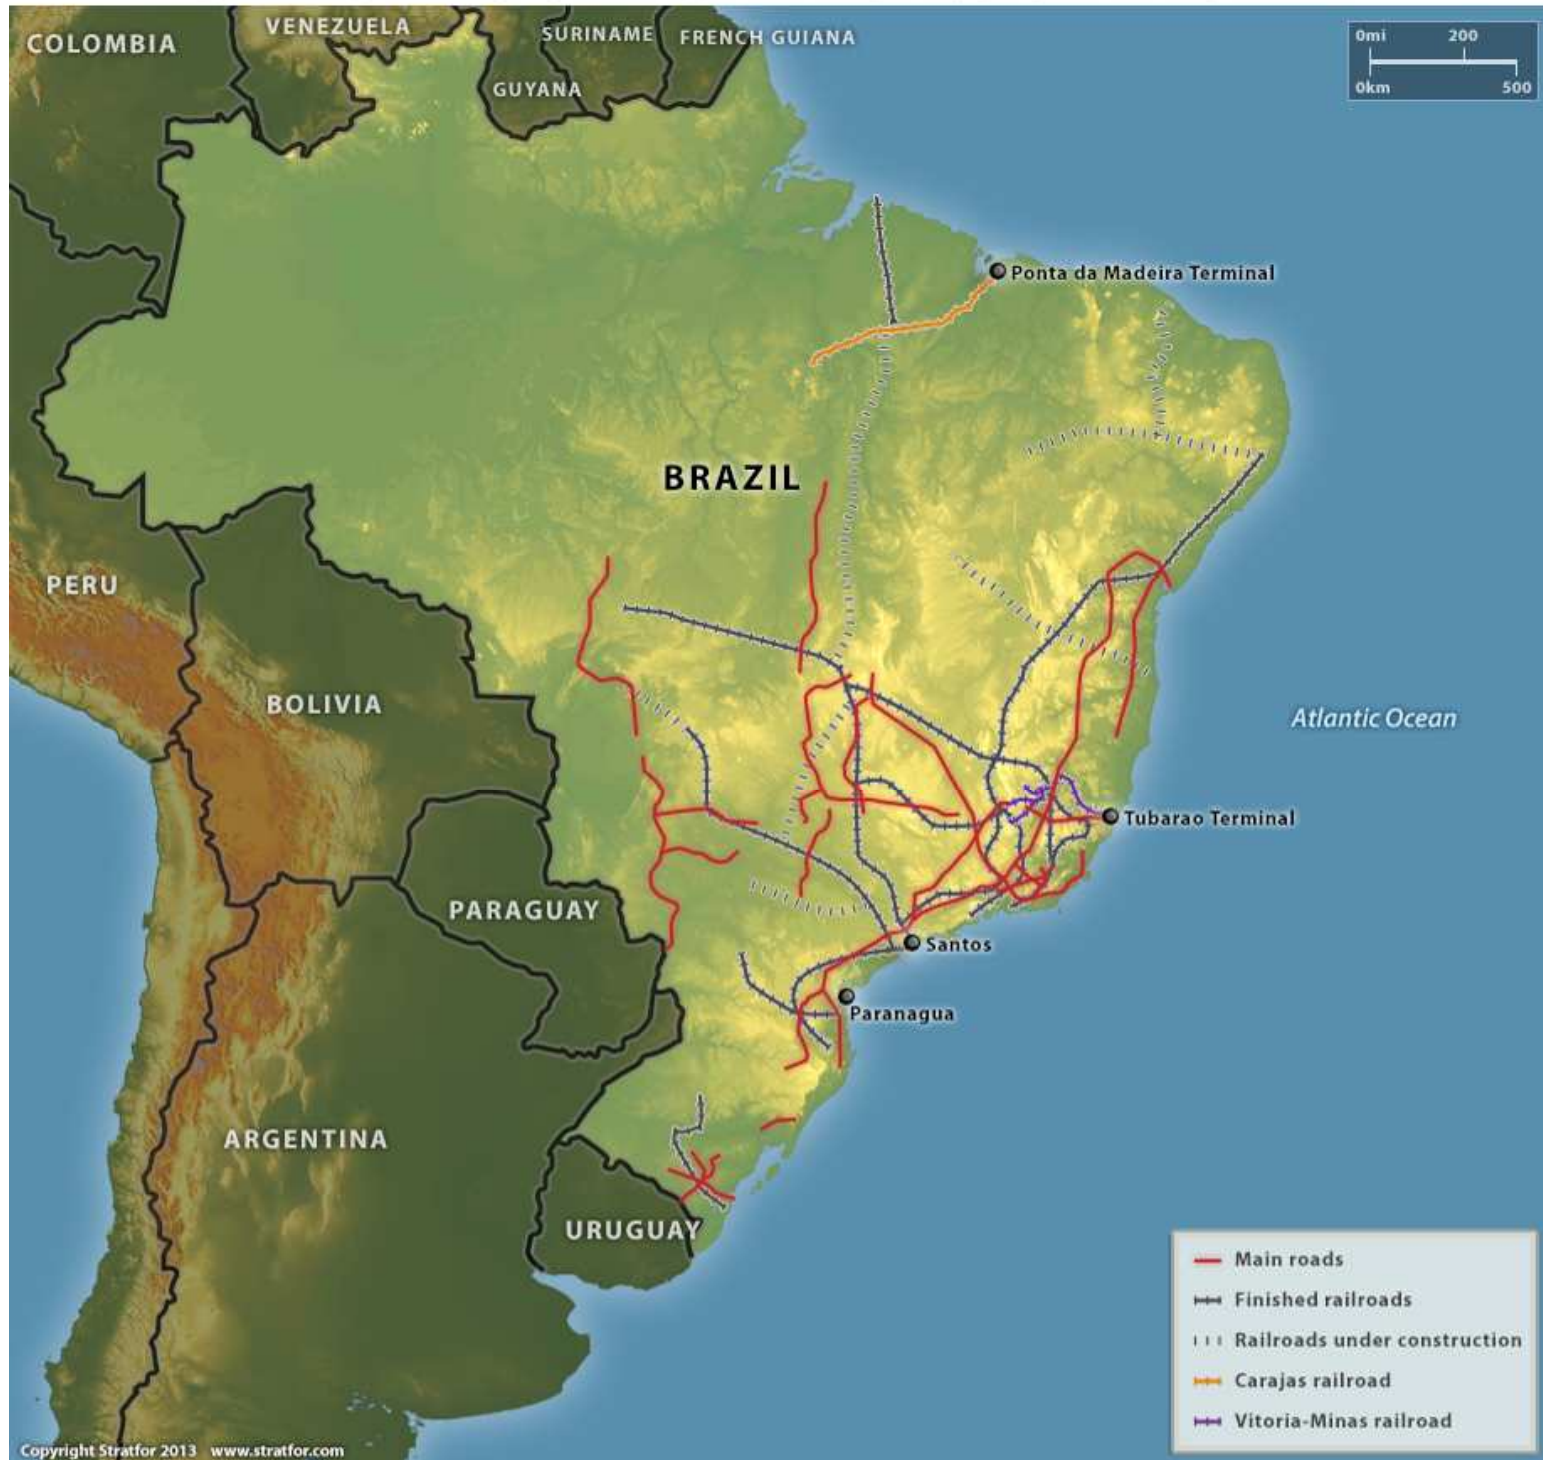 COLOMBIA
VENEZUELA
SURINAME
FRENCH GUIANA
GUYANA
0mi 200
0km 500
Ponta da Madeira Terminal
BRAZIL
PERU
BOLIVIA
Atlantic Ocean
Tubarao Terminal
PARAGUAY
Santos
Paranagua
ARGENTINA
URUGUAY
Main roads
Finished railroads
Railroads under construction
Carajas railroad
Vitoria-Minas railroad
Copyright Stratfor 2013 www.stratfor.com